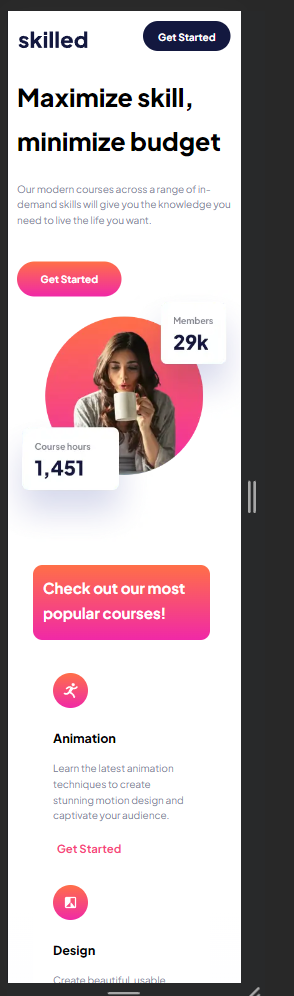 skilled
Get Started
Maximize skill,
minimize budget
Our modern courses across a range of in-
demand skills will give you the knowledge you
need to live the life you want.
Get Started
Members
29k
Course hours
1,451
Check out our most
popular courses!
Animation
Learn the latest animation
techniques to create
stunning motion design and
captivate your audience.
Get Started
Design
Create beautiful, usable